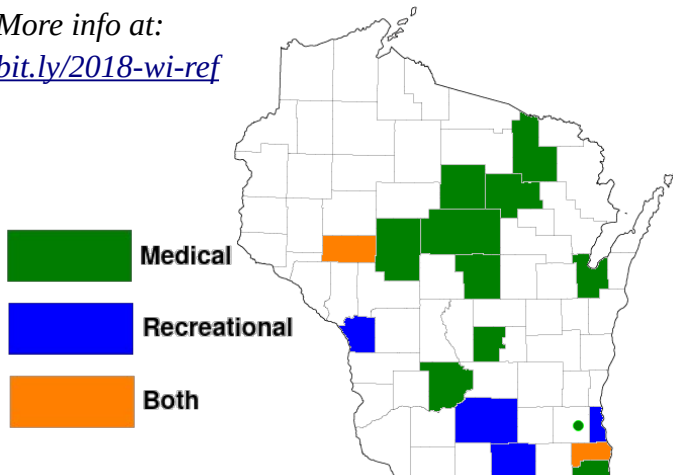 More info at:
bit.ly/2018-wi-ref
Medical
Recreational
Both